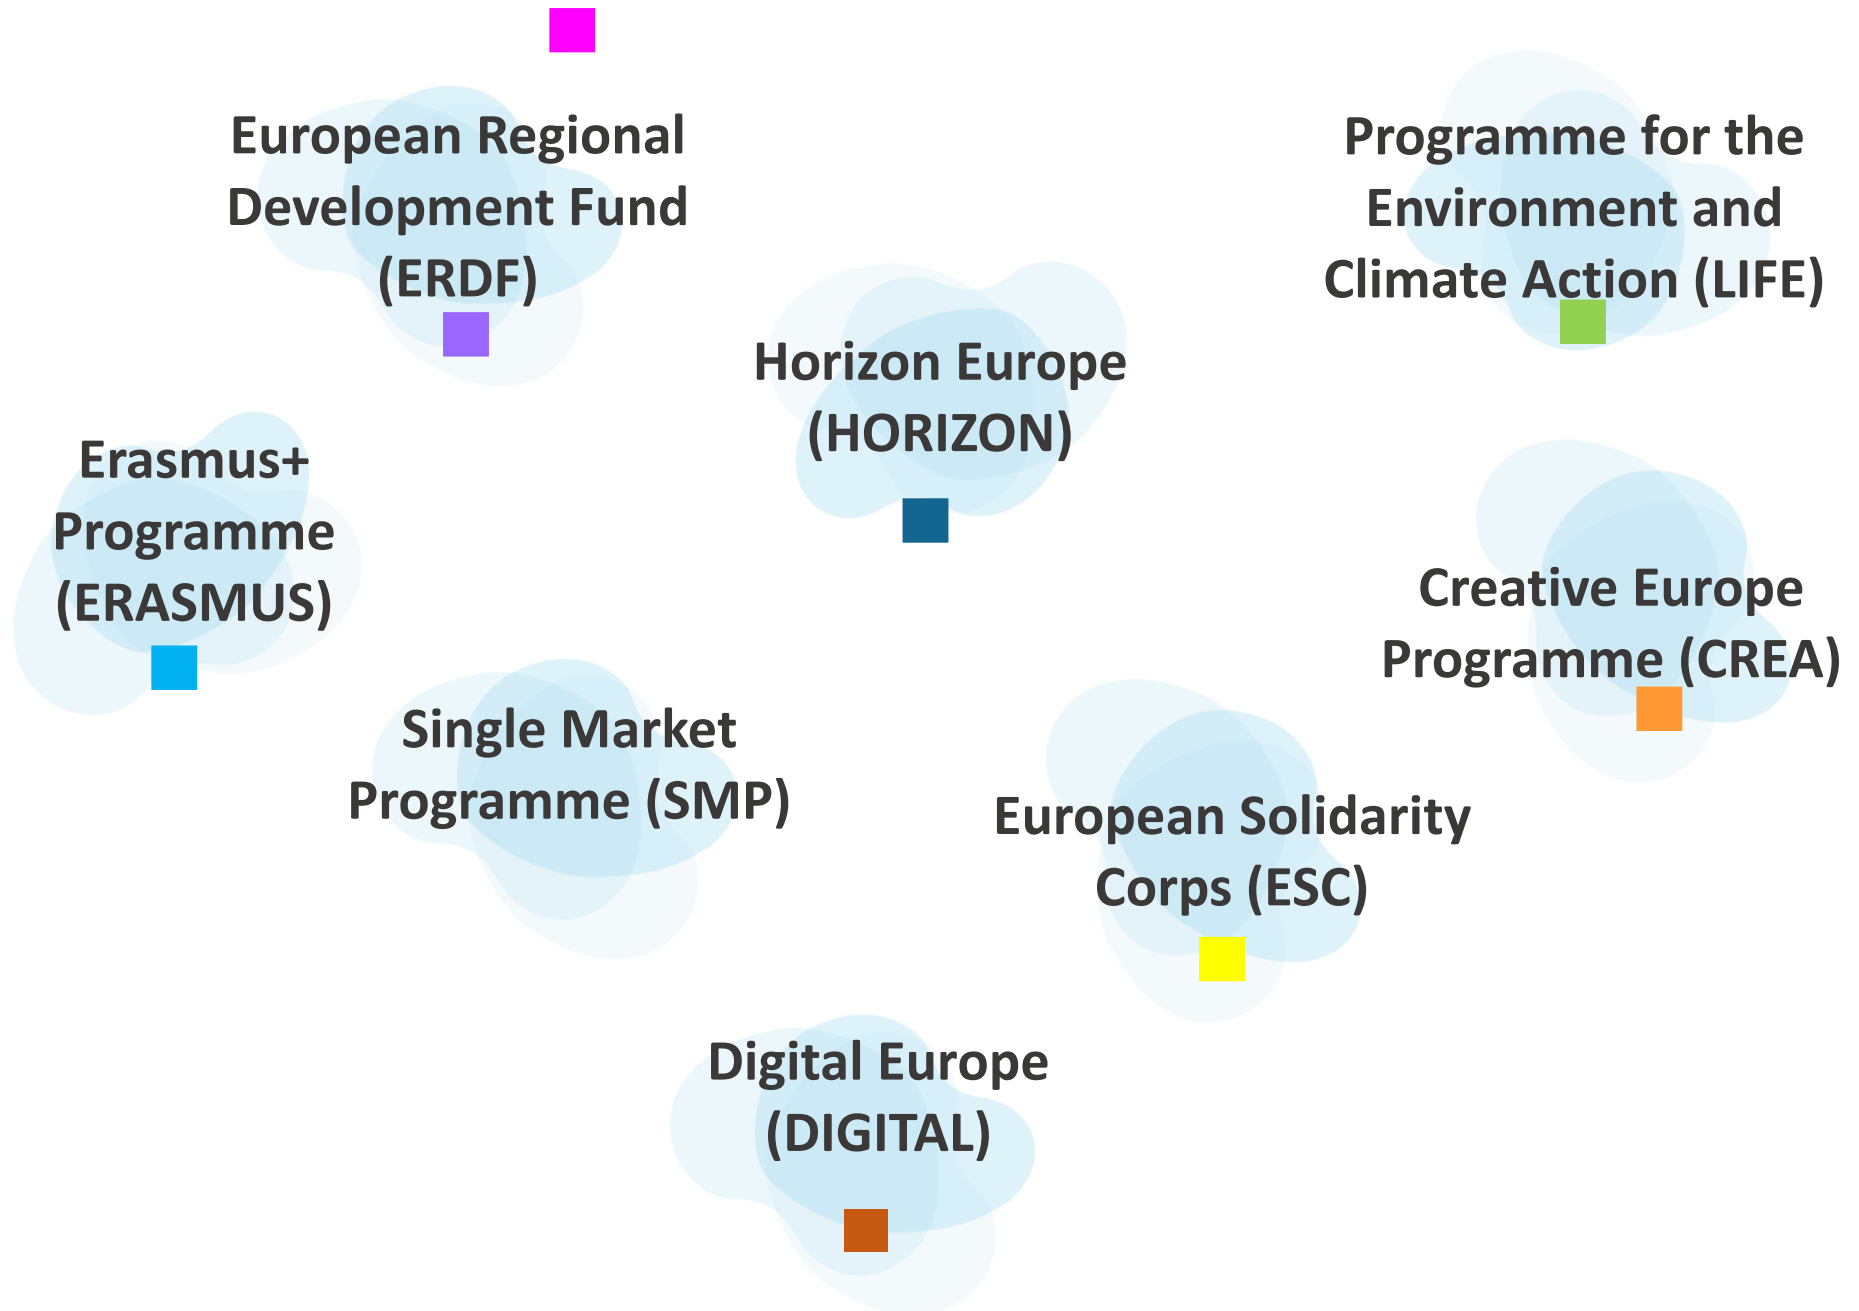 European Regional
Development Fund
(ERDF)
Programme for the
Environment and
Climate Action (LIFE)
Horizon Europe
(HORIZON)
Erasmus+
Programme
(ERASMUS)
Creative Europe
Programme (CREA)
Single Market
Programme (SMP)
European Solidarity
Corps (ESC)
Digital Europe
(DIGITAL)